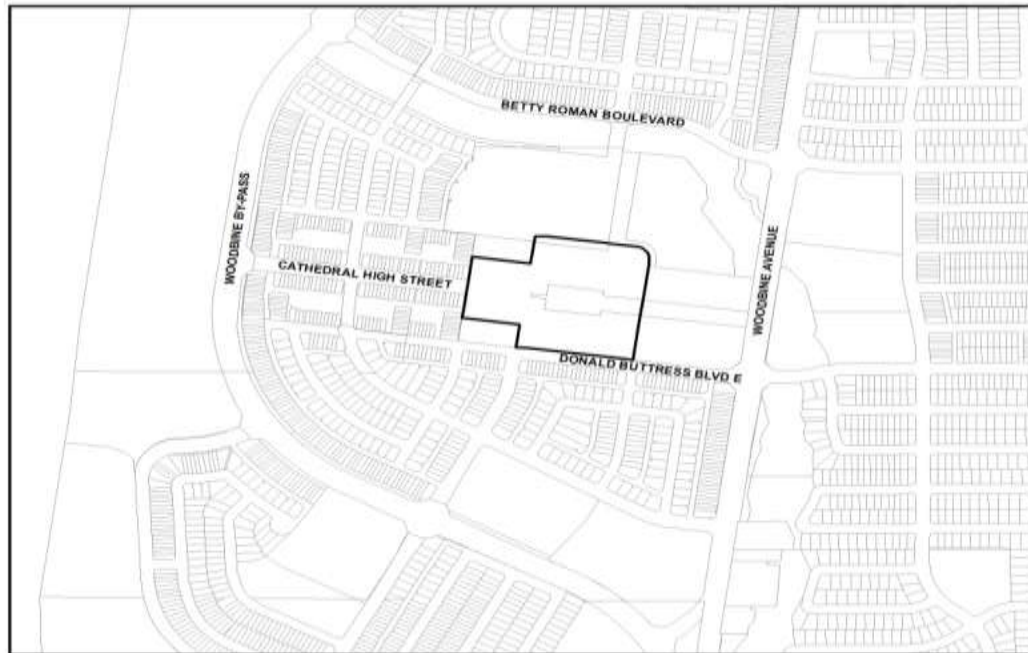 BETTY ROMAN BOULEVARD
WOODBINE BY-PASS
WOODBINE AVENUE
CATHEDRAL HIGH STREET
DONALD BUTTRESS BLVD E